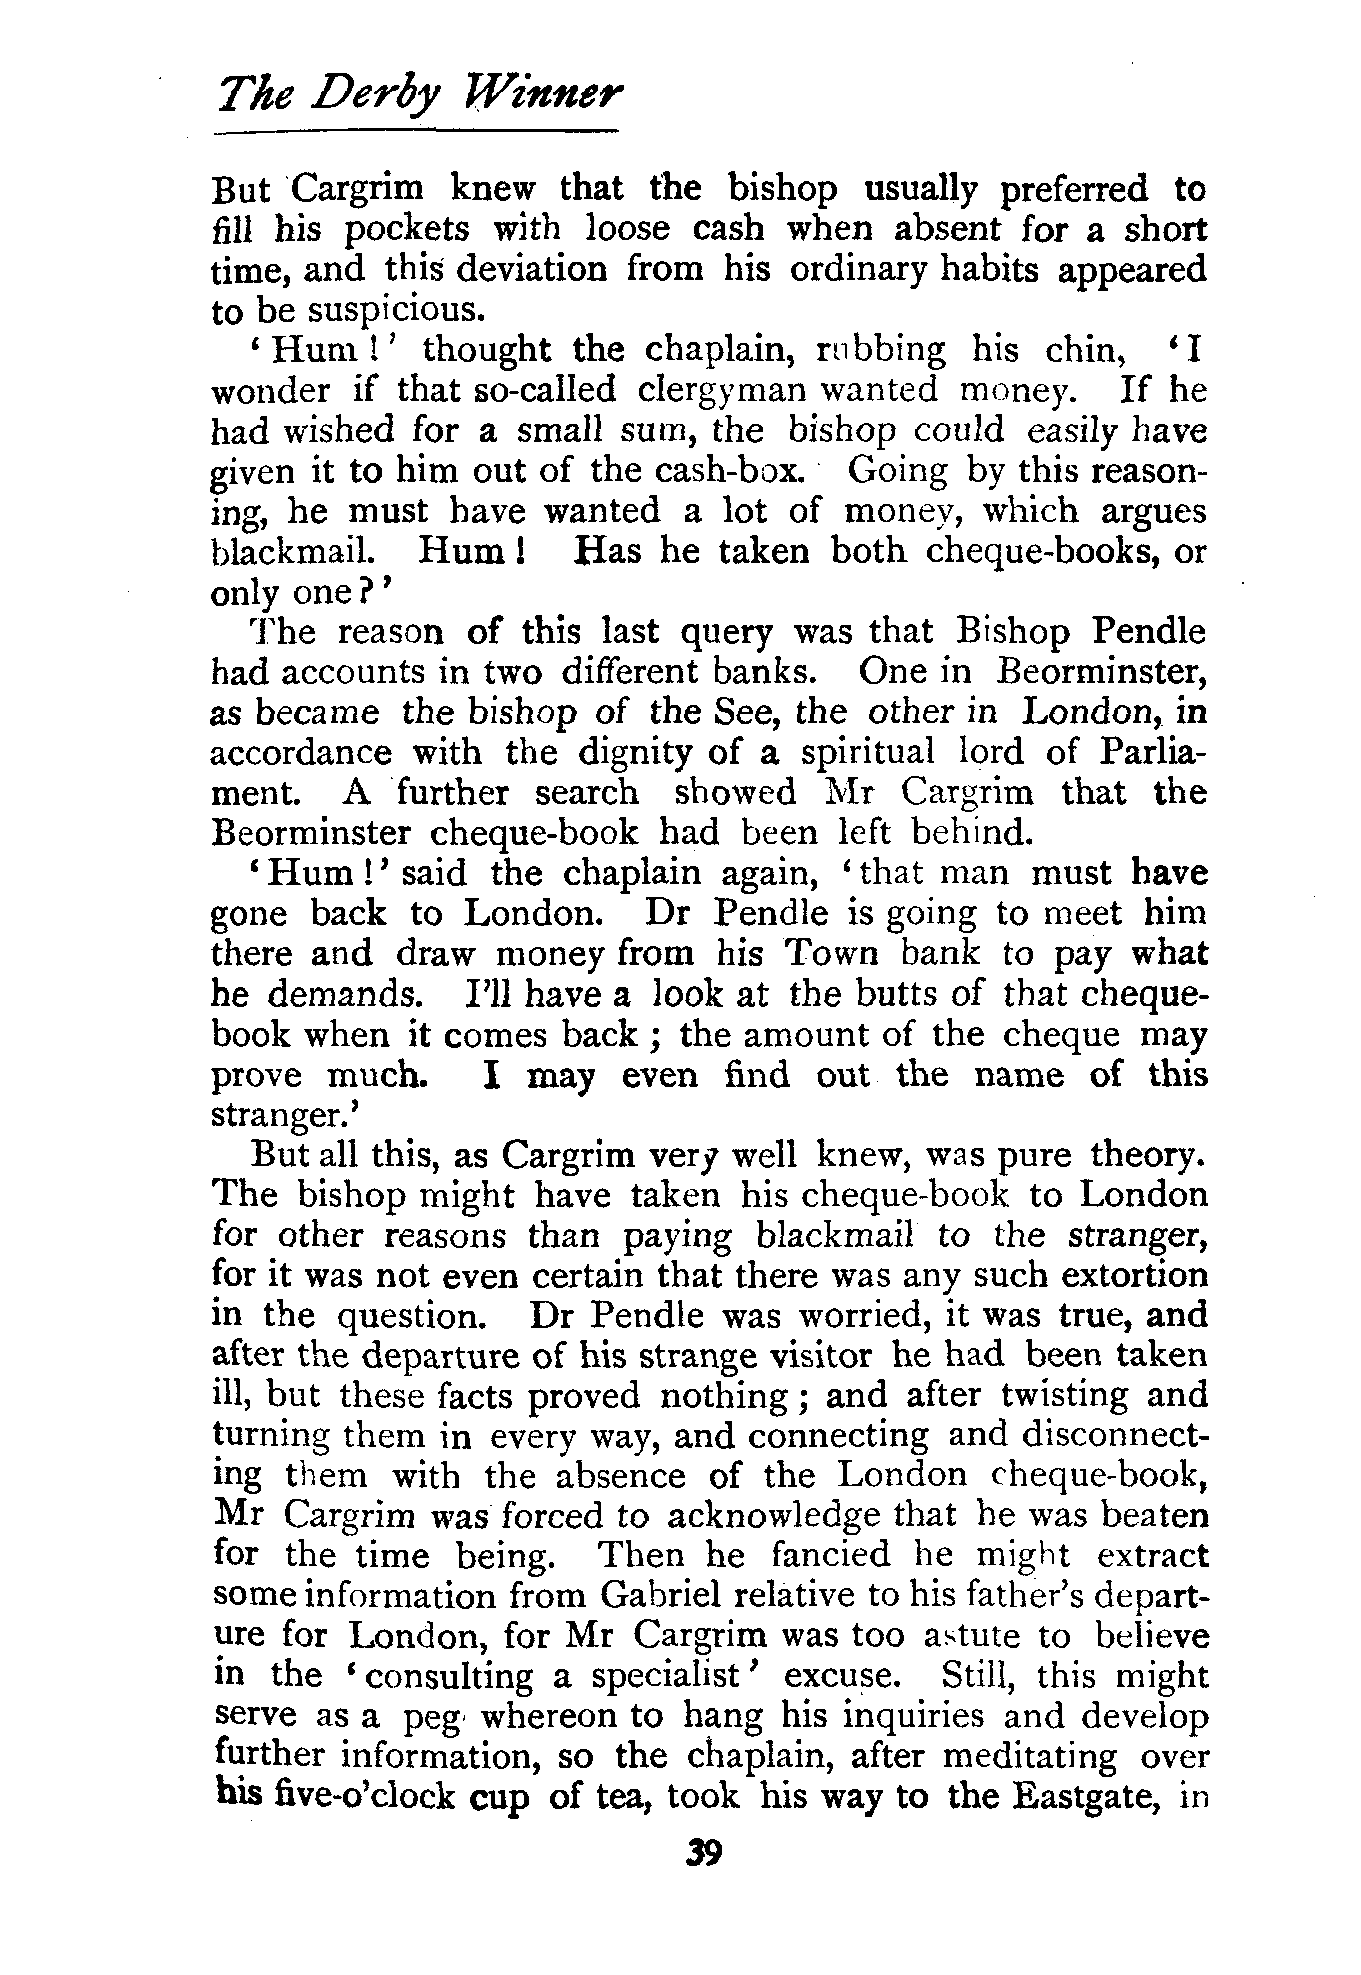 The Derby Winner
But Cargrim knew that the bishop usually preferred to
fill his pockets with loose cash when absent for a short
time, and this deviation from his ordinary habits appeared
to be suspicious.
‘Hum!’ thought the chaplain, rubbing his chin, ‘I
wonder if that so-called clergyman wanted money. If he
had wished for a small sum, the bishop could easily have
given it to him out of the cash-box. Going by this reason-
ing, he must have wanted a lot of money, which argues
blackmail. Hum! Has he taken both cheque-books, or
only one?’
The reason of this last query was that Bishop Pendle
had accounts in two different banks. One in Beorminster,
as became the bishop of the See, the other in London, in
accordance with the dignity of a spiritual lord of Parlia-
ment. A further search showed Mr Cargrim that the
Beorminster cheque-book had been left behind.
‘Hum!’ said the chaplain again, ‘that man must have
gone back to London. Dr Pendle is going to meet him
there and draw money from his Town bank to pay what
he demands. I’ll have a look at the butts of that cheque-
book when it comes back; the amount of the cheque may
prove much. I may even find out the name of this
stranger.’
But all this, as Cargrim very well knew, was pure theory.
The bishop might have taken his cheque-book to London
for other reasons than paying blackmail to the stranger,
for it was not even certain that there was any such extortion
in the question. Dr Pendle was worried, it was true, and
after the departure of his strange visitor he had been taken
ill, but these facts proved nothing; and after twisting and
turning them in every way, and connecting and disconnect-
ing them with the absence of the London cheque-book,
Mr Cargrim was forced to acknowledge that he was beaten
for the time being. Then he fancied he might extract
some information from Gabriel relative to his father’s depart-
ure for London, for Mr Cargrim was too astute to believe
in the ‘consulting a specialist’ excuse. Still, this might
serve as a peg whereon to hang his inquiries and develop
further information, so the chaplain, after meditating over
his five-o’clock cup of tea, took his way to the Eastgate, in
39